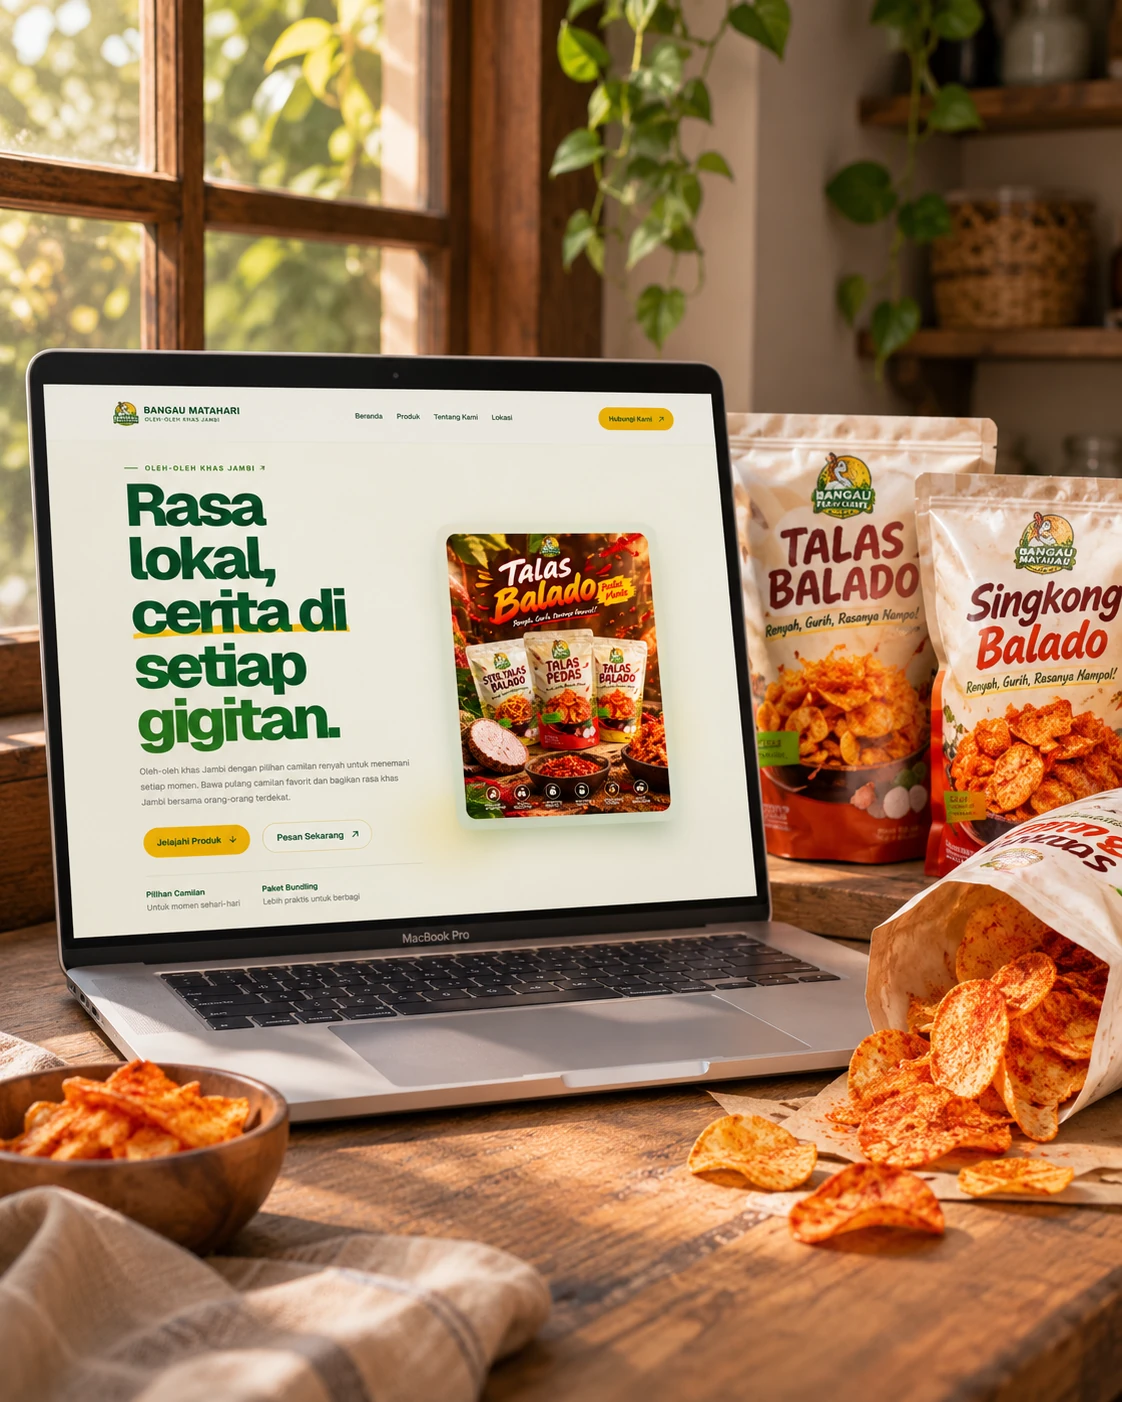 BANGAU MATAHARI
OLEH-OLEH KHAS JAMBI
Beranda
Produk
Tentang Kami
Lokasi
Hubungi Kami
OLEH-OLEH KHAS JAMBI
Rasa
lokal,
cerita di
setiap
gigitan.
Oleh-oleh khas Jambi dengan pilihan camilan renyah untuk menemani
setiap momen. Bawa pulang camilan favorit dan bagikan rasa khas
Jambi bersama orang-orang terdekat.
Jelajahi Produk
Pesan Sekarang
Pilihan Camilan
Untuk momen sehari-hari
Paket Bundling
Lebih praktis untuk berbagi
Talas
Balado
TALAS
BALADO
TALAS
PEDAS
TALAS
BALADO
MacBook Pro
BANGAU
TALAS
BALADO
Renyah, Gurih, Rasanya Nampol!
BANGAU
Singkong
Balado
Renyah, Gurih, Rasanya Nampol!